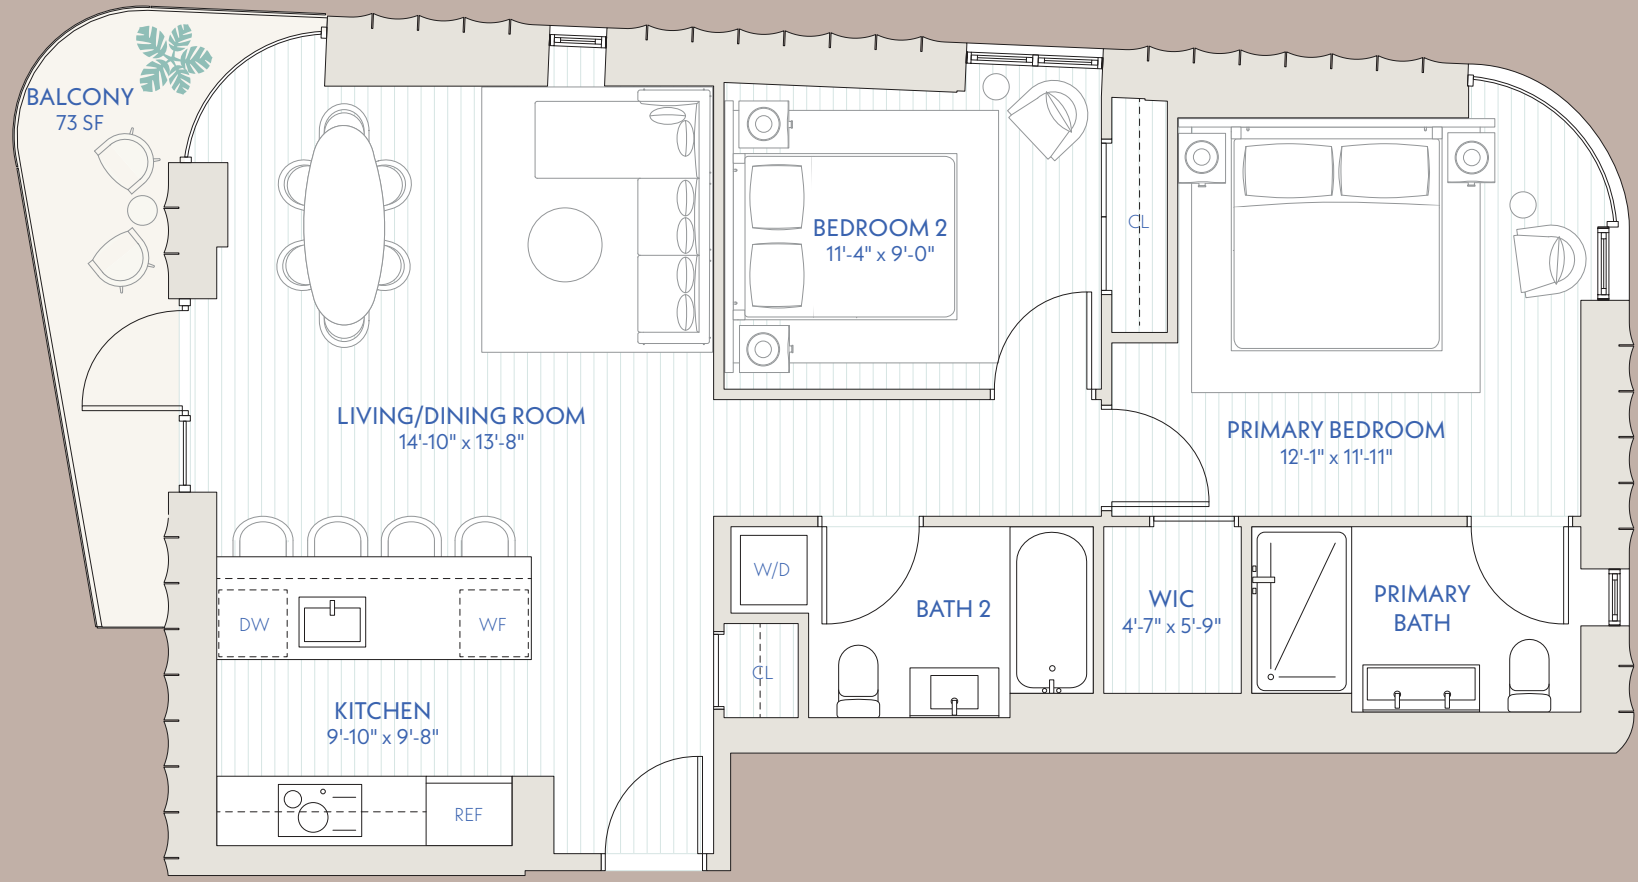 BALCONY
73 SF
BEDROOM 2
11'-4" x 9'-0"
CL
LIVING/DINING ROOM
14'-10" x 13'-8"
PRIMARY BEDROOM
12'-1" x 11'-11"
W/D
BATH 2
WIC
4'-7" x 5'-9"
PRIMARY
BATH
DW
WF
CL
KITCHEN
9'-10" x 9'-8"
REF